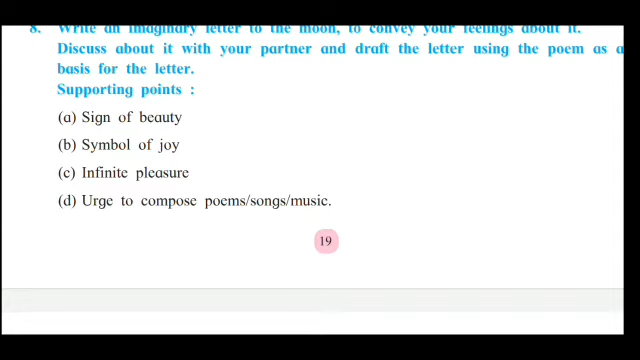 8. Write an imaginary letter to the moon, to convey your feelings about it.
Discuss about it with your partner and draft the letter using the poem as a
basis for the letter.
Supporting points :
(a) Sign of beauty
(b) Symbol of joy
(c) Infinite pleasure
(d) Urge to compose poems/songs/music.
19